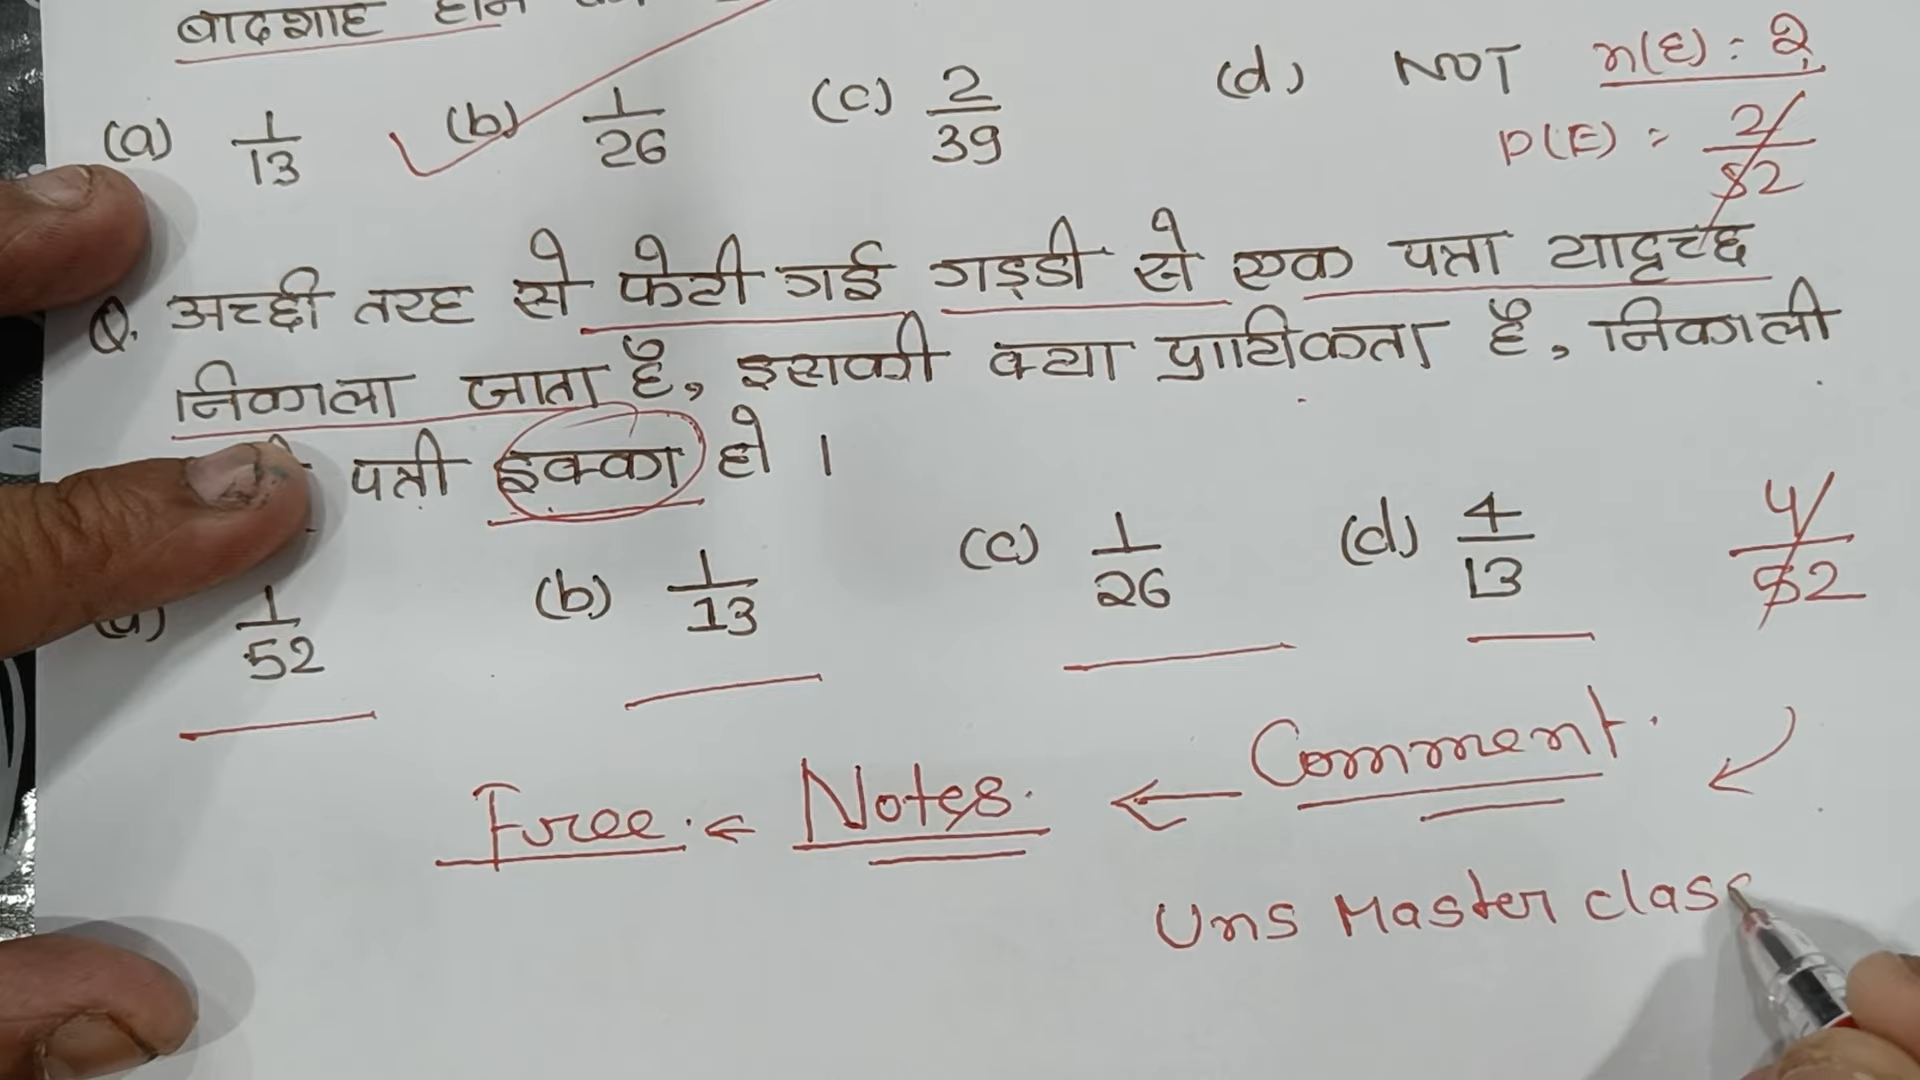 बादशाह होने
(a) 1/13 (b) 1/26 (c) 2/39 (d) NOT n(E) : 2
P(E) = 2/52
Q. अच्छी तरह से फेटी गई गड्डी से एक पत्ता यादृच्छ
निकाला जाता है, इसकी क्या प्रायिकता है, निकाली
पत्ती इक्का हो ।
(a) 1/52 (b) 1/13 (c) 1/26 (d) 4/13 4/52
Free. ← Notes. ← Comment.
Uns Master class